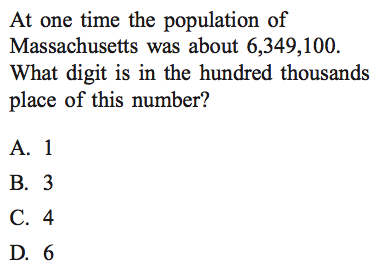 At one time the population of
Massachusetts was about 6,349,100.
What digit is in the hundred thousands
place of this number?
A. 1
B. 3
C. 4
D. 6